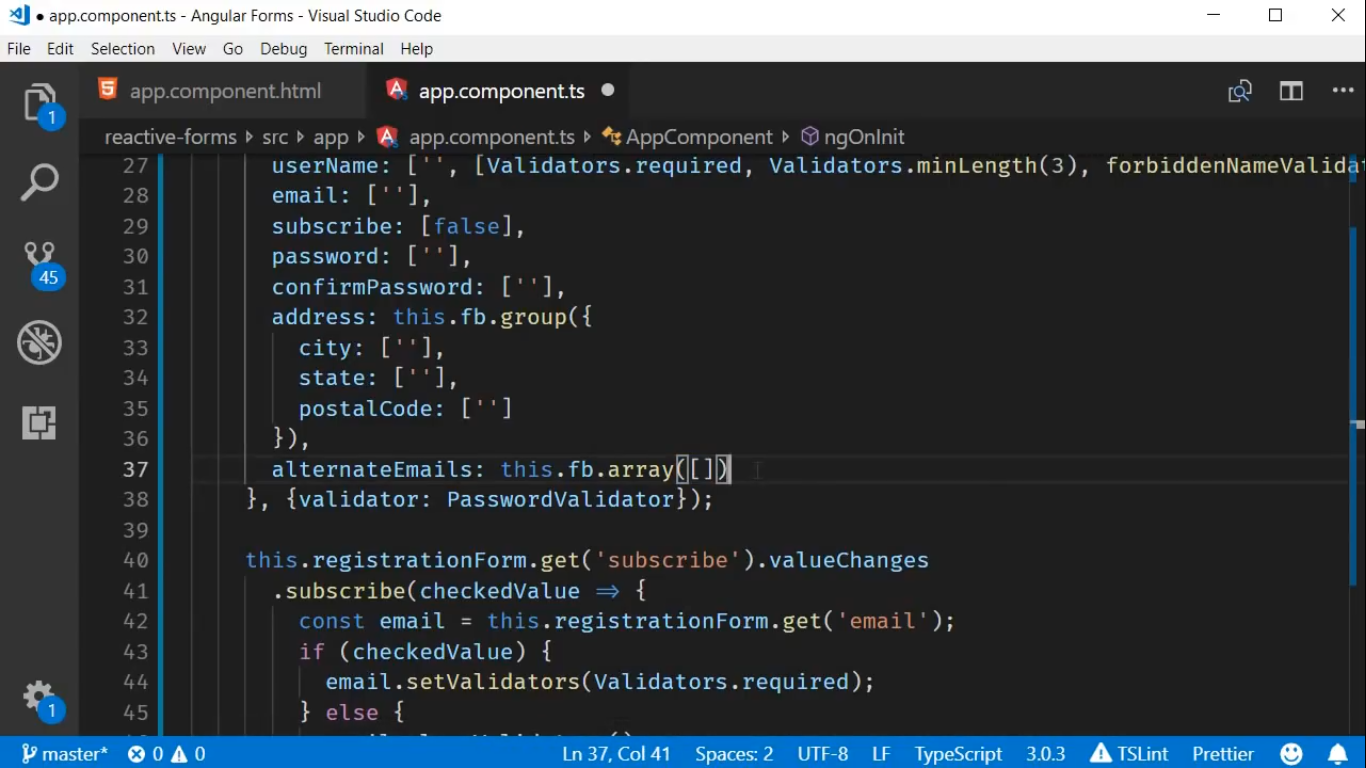 app.component.ts - Angular Forms - Visual Studio Code
File Edit Selection View Go Debug Terminal Help
app.component.html app.component.ts
reactive-forms src app app.component.ts AppComponent ngOnInit
27 userName: ['', [Validators.required, Validators.minLength(3), forbiddenNameValida
28 email: [''],
29 subscribe: [false],
30 password: [''],
31 confirmPassword: [''],
32 address: this.fb.group({
33 city: [''],
34 state: [''],
35 postalCode: ['']
36 }),
37 alternateEmails: this.fb.array([])
38 }, {validator: PasswordValidator});
39
40 this.registrationForm.get('subscribe').valueChanges
41 .subscribe(checkedValue => {
42 const email = this.registrationForm.get('email');
43 if (checkedValue) {
44 email.setValidators(Validators.required);
45 } else {
1
45
1
master* 0 0 Ln 37, Col 41 Spaces: 2 UTF-8 LF TypeScript 3.0.3 TSLint Prettier